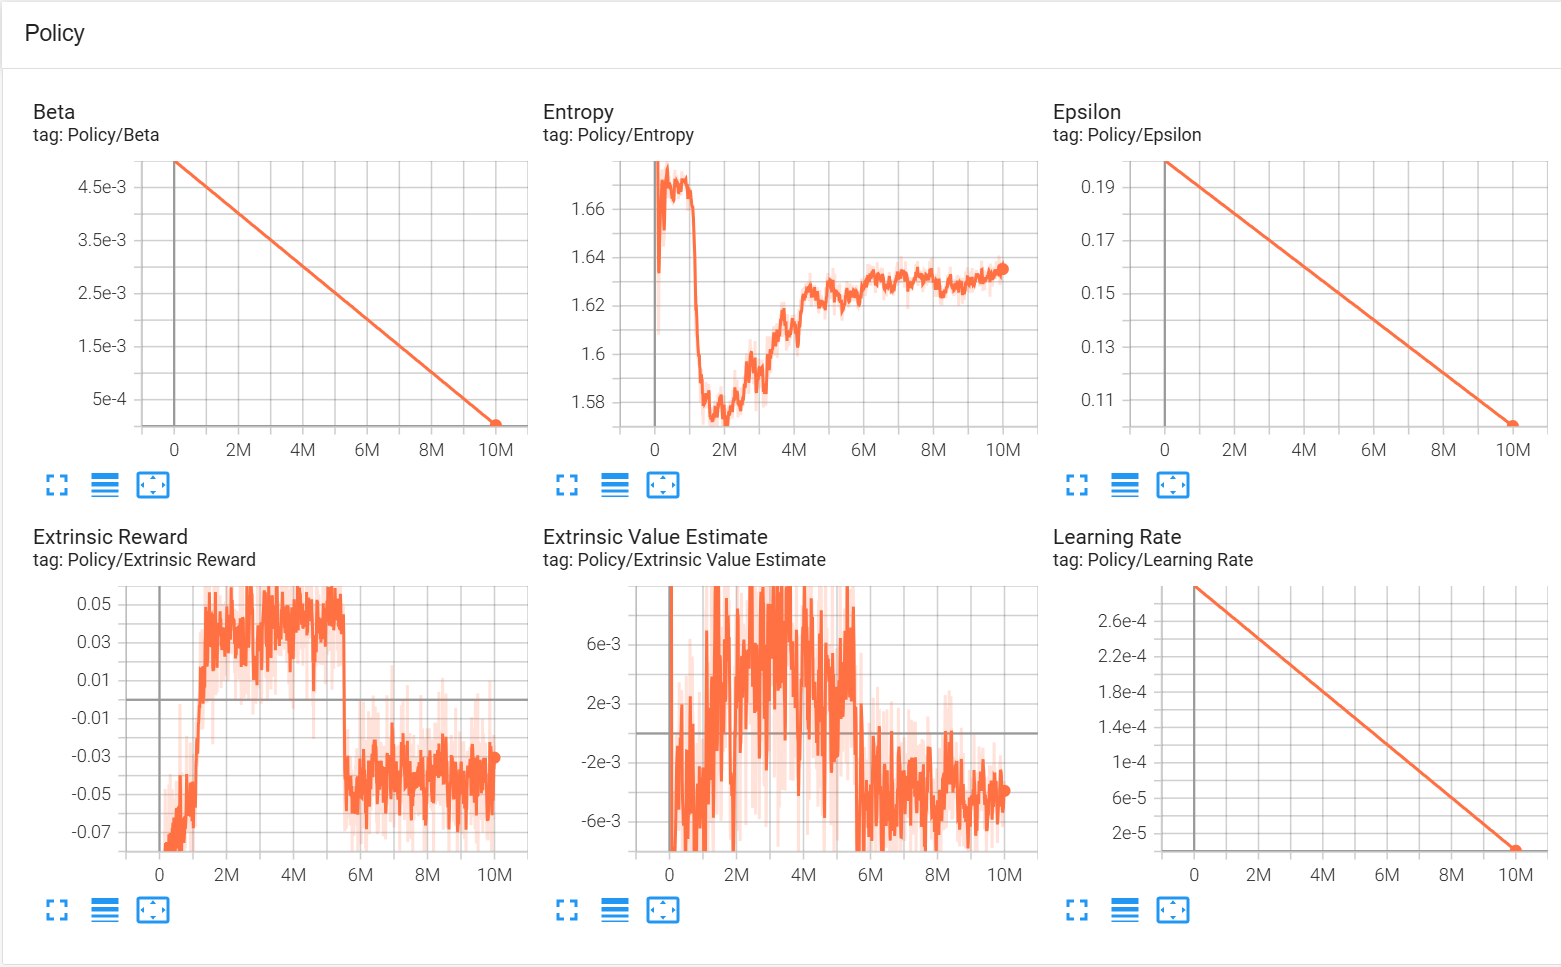 Policy
Beta
tag: Policy/Beta
4.5e-3
3.5e-3
2.5e-3
1.5e-3
5e-4
0 2M 4M 6M 8M 10M
Entropy
tag: Policy/Entropy
1.66
1.64
1.62
1.6
1.58
0 2M 4M 6M 8M 10M
Epsilon
tag: Policy/Epsilon
0.19
0.17
0.15
0.13
0.11
0 2M 4M 6M 8M 10M
Extrinsic Reward
tag: Policy/Extrinsic Reward
0.05
0.03
0.01
-0.01
-0.03
-0.05
-0.07
0 2M 4M 6M 8M 10M
Extrinsic Value Estimate
tag: Policy/Extrinsic Value Estimate
6e-3
2e-3
-2e-3
-6e-3
0 2M 4M 6M 8M 10M
Learning Rate
tag: Policy/Learning Rate
2.6e-4
2.2e-4
1.8e-4
1.4e-4
1e-4
6e-5
2e-5
0 2M 4M 6M 8M 10M